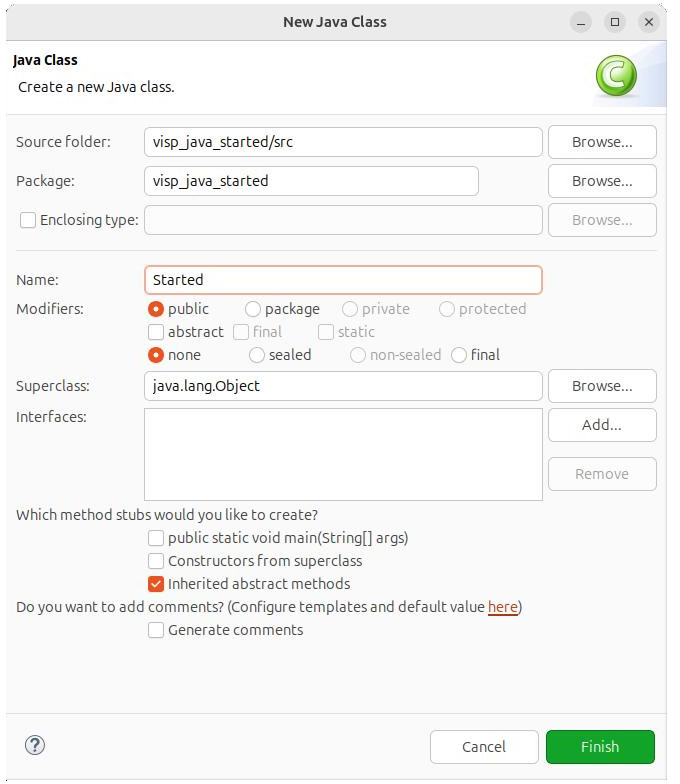 New Java Class
Java Class
Create a new Java class.
Source folder: visp_java_started/src Browse...
Package: visp_java_started Browse...
Enclosing type: Browse...
Name: Started
Modifiers: public package private protected
abstract final static
none sealed non-sealed final
Superclass: java.lang.Object Browse...
Interfaces: Add...
Remove
Which method stubs would you like to create?
public static void main(String[] args)
Constructors from superclass
Inherited abstract methods
Do you want to add comments? (Configure templates and default value here)
Generate comments
? Cancel Finish